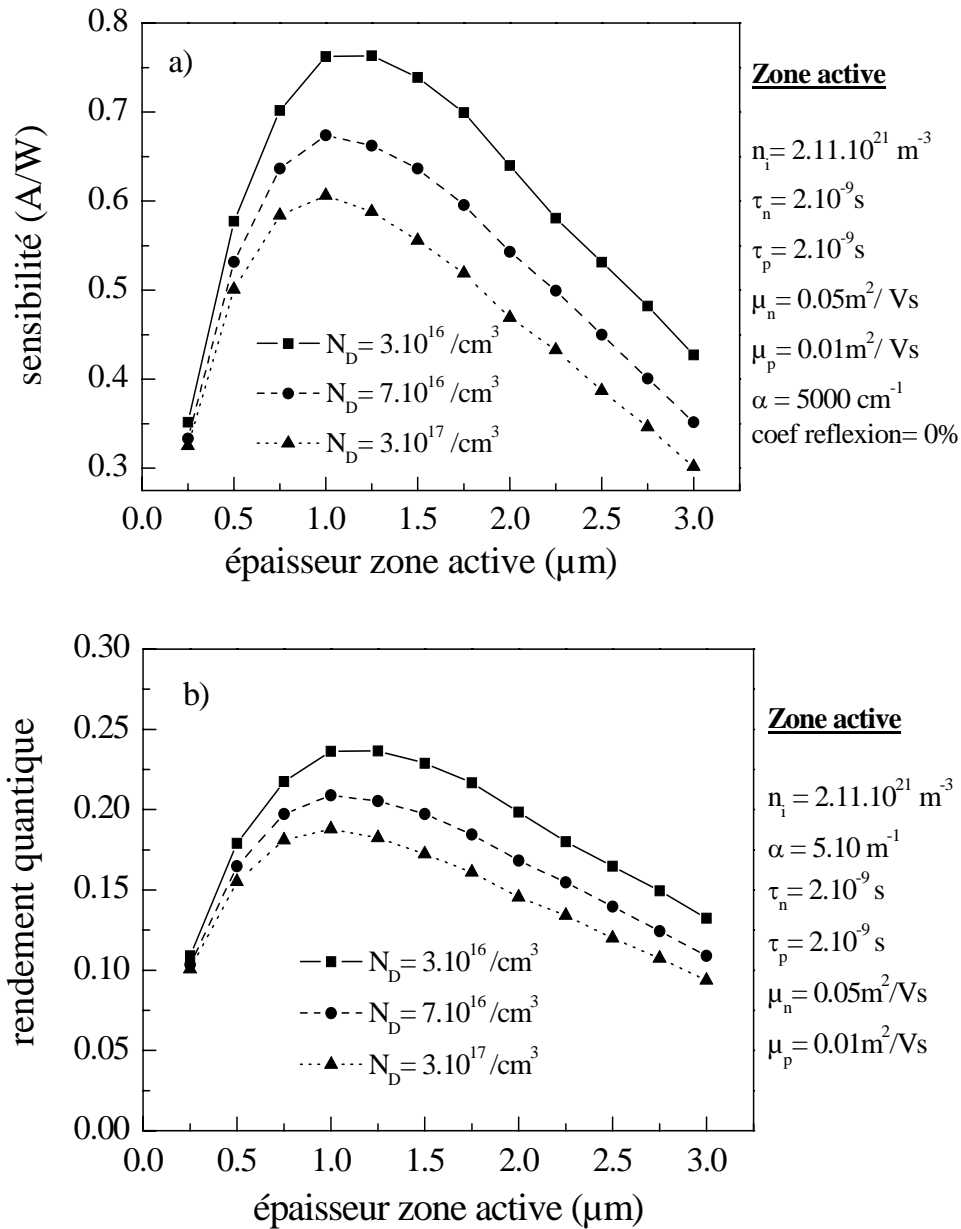 a)
0.8
0.7
0.6
0.5
0.4
0.3
sensibilité (A/W)
N_D= 3.10^16 /cm^3
N_D= 7.10^16 /cm^3
N_D= 3.10^17 /cm^3
0.0 0.5 1.0 1.5 2.0 2.5 3.0
épaisseur zone active (µm)
Zone active
n_i= 2.11.10^21 m^-3
τ_n= 2.10^-9 s
τ_p= 2.10^-9 s
µ_n= 0.05m^2/ Vs
µ_p= 0.01m^2/ Vs
α = 5000 cm^-1
coef reflexion= 0%
b)
0.30
0.25
0.20
0.15
0.10
0.05
0.00
rendement quantique
N_D= 3.10^16 /cm^3
N_D= 7.10^16 /cm^3
N_D= 3.10^17 /cm^3
0.0 0.5 1.0 1.5 2.0 2.5 3.0
épaisseur zone active (µm)
Zone active
n_i = 2.11.10^21 m^-3
α = 5.10 m^-1
τ_n= 2.10^-9 s
τ_p= 2.10^-9 s
µ_n= 0.05m^2/Vs
µ_p= 0.01m^2/Vs